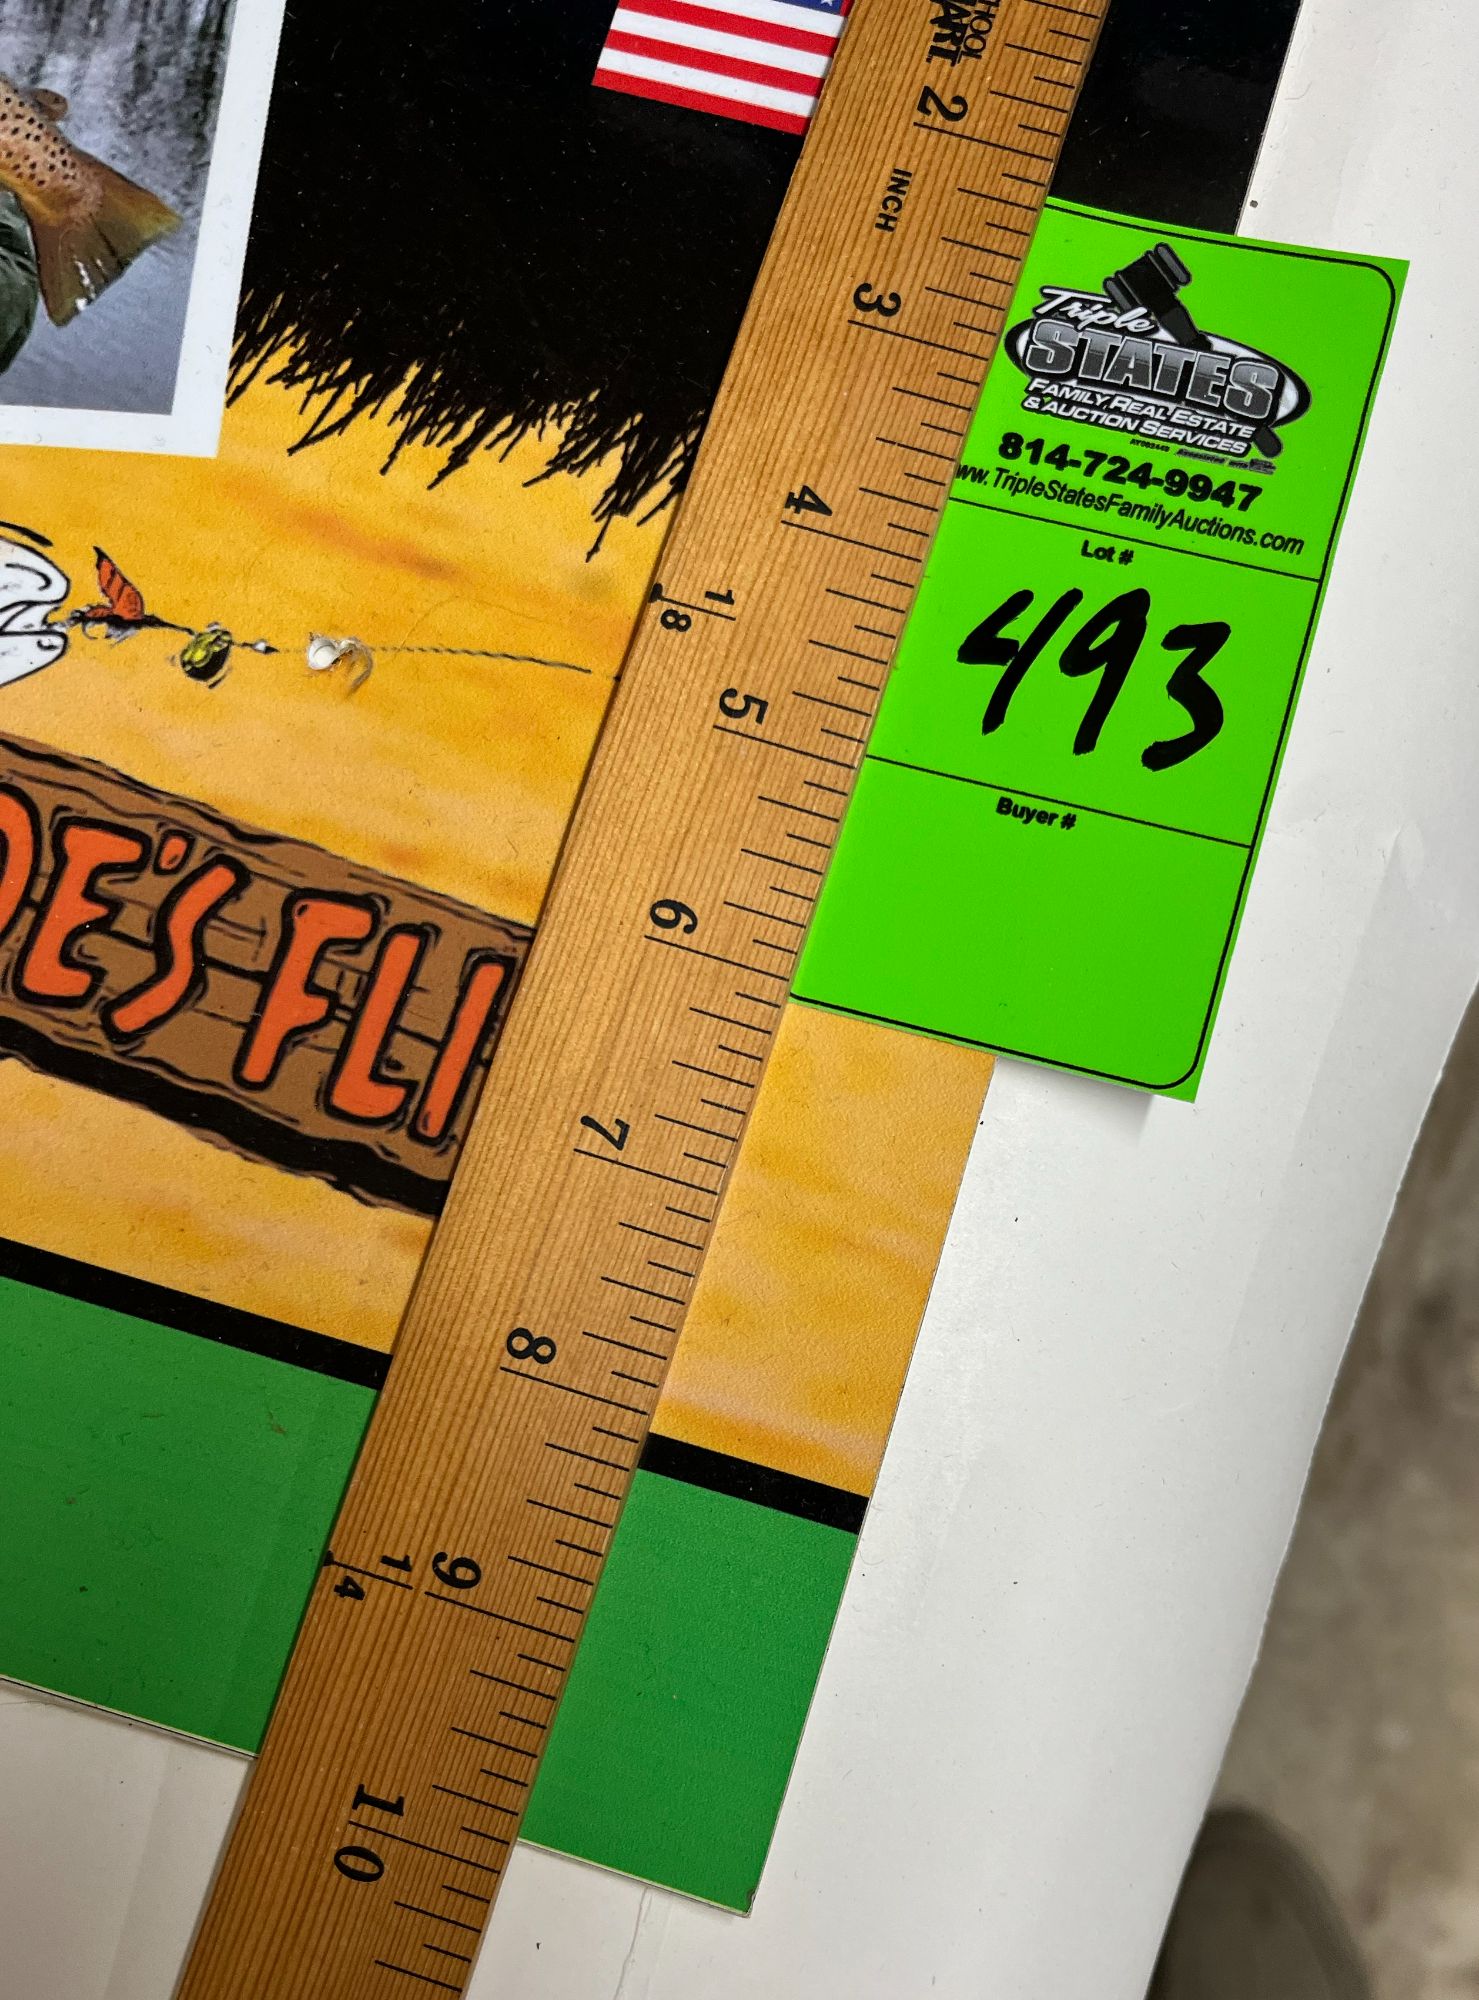 2
INCH
3
4
1
8
5
6
7
8
9
1
4
10
Triple
STATES
FAMILY REAL ESTATE
& AUCTION SERVICES
814-724-9947
www.TripleStatesFamilyAuctions.com
Lot #
493
Buyer #
OE'S FLI